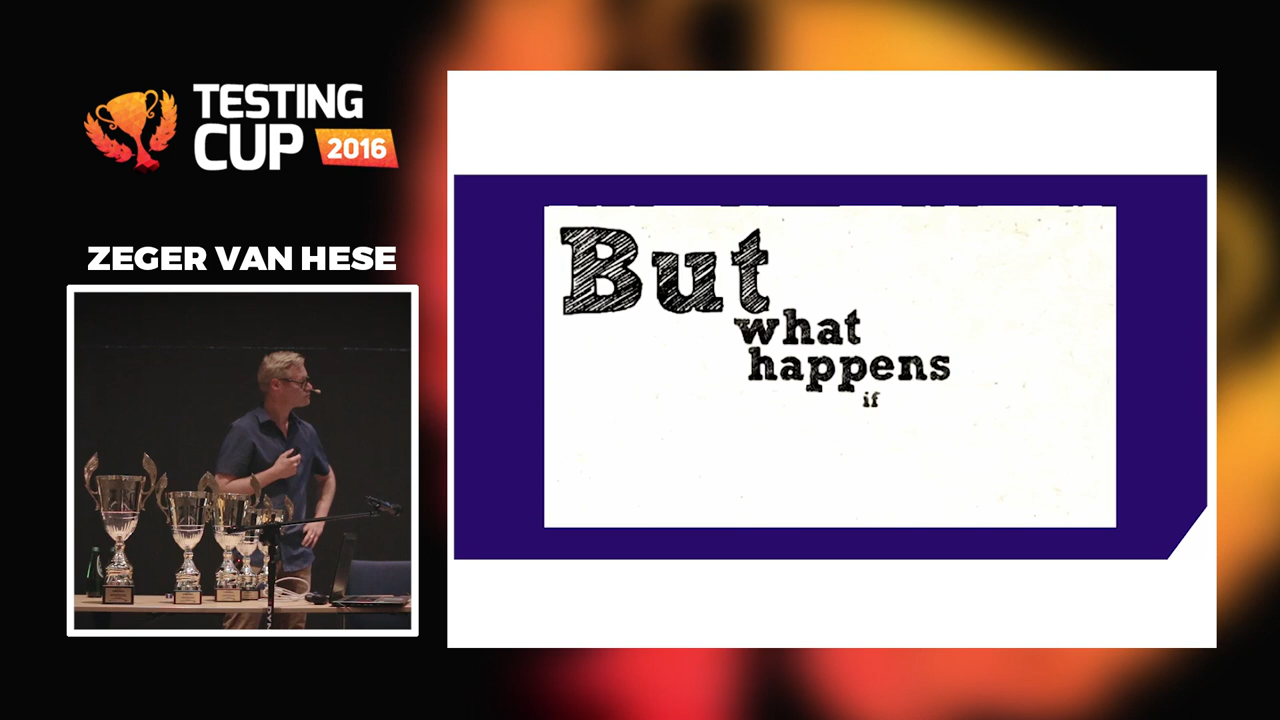 TESTING
CUP 2016
ZEGER VAN HESE
But
what
happens
if